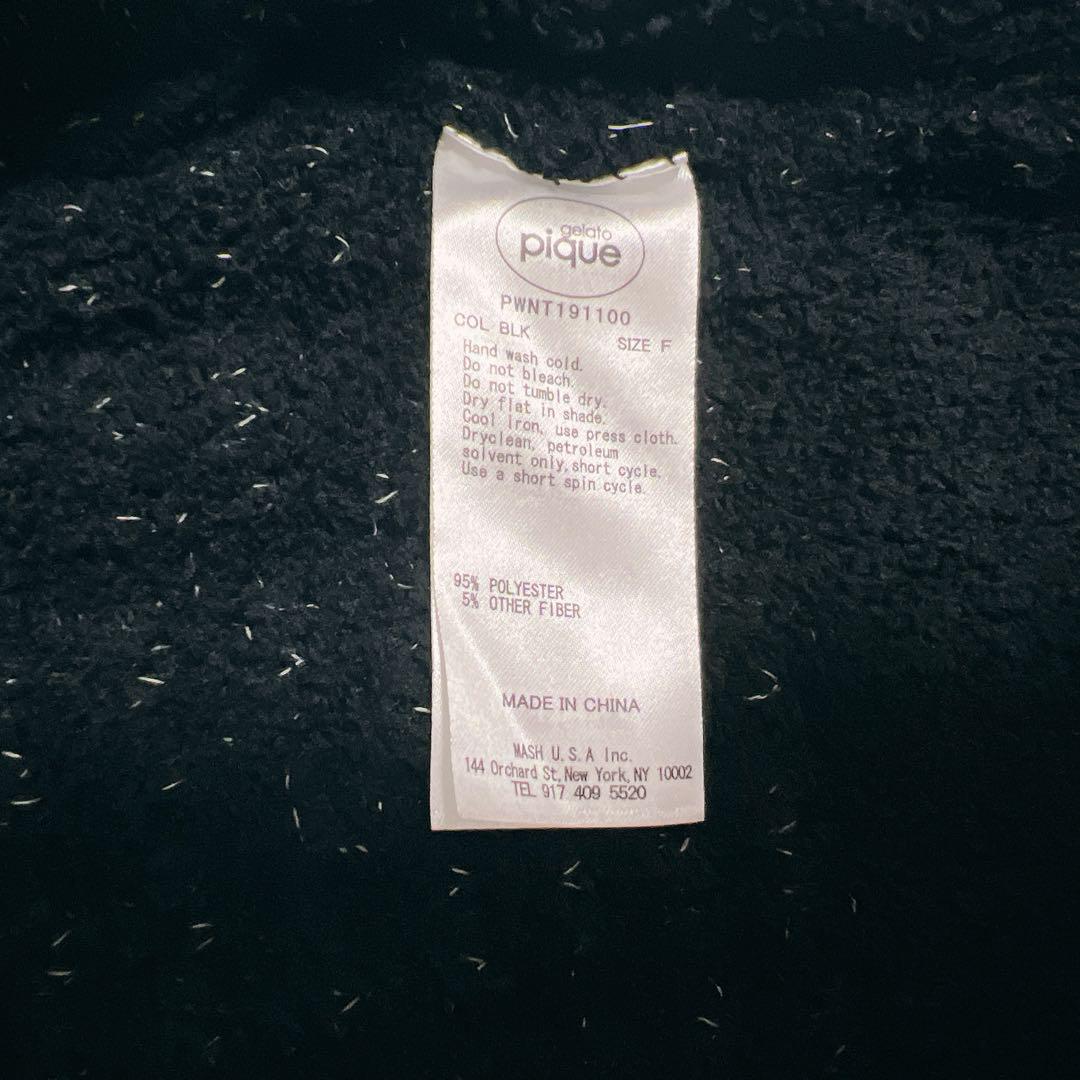 gelato
pique
PWNT191100
COL BLK
SIZE F
Hand wash cold.
Do not bleach.
Do not tumble dry.
Dry flat in shade.
Cool Iron, use press cloth.
Dryclean, petroleum
solvent only, short cycle.
Use a short spin cycle.
95% POLYESTER
5% OTHER FIBER
MADE IN CHINA
MASH U.S.A Inc.
144 Orchard St, New York, NY 10002
TEL 917 409 5520